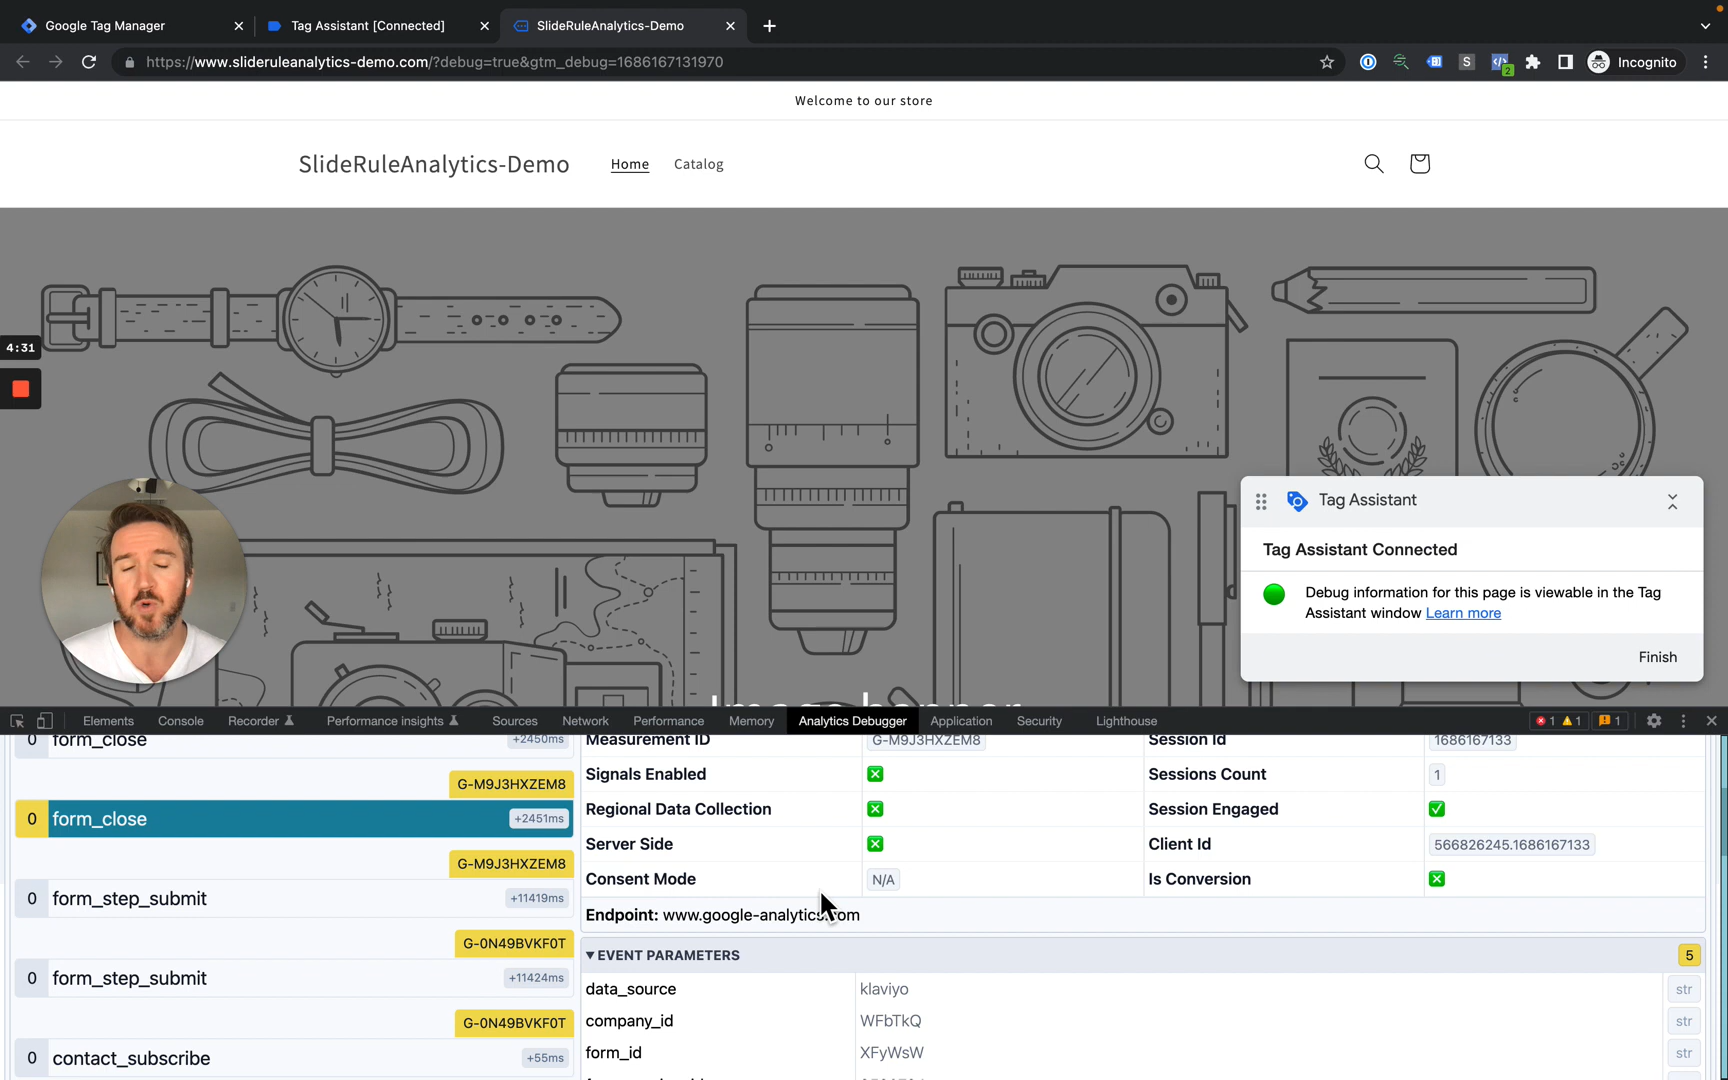 Google Tag Manager
Tag Assistant [Connected]
SlideRuleAnalytics-Demo
https://www.slideruleanalytics-demo.com/?debug=true&gtm_debug=1686167131970
S
2
Incognito
Welcome to our store
SlideRuleAnalytics-Demo
Home
Catalog
4:31
Tag Assistant
Tag Assistant Connected
Debug information for this page is viewable in the Tag
Assistant window Learn more
Finish
Image banner
Elements
Console
Recorder
Performance insights
Sources
Network
Performance
Memory
Analytics Debugger
Application
Security
Lighthouse
1
1
1
0 form_close +2450ms
G-M9J3HXZEM8
0 form_close +2451ms
G-M9J3HXZEM8
0 form_step_submit +11419ms
G-0N49BVKF0T
0 form_step_submit +11424ms
G-0N49BVKF0T
0 contact_subscribe +55ms
Measurement ID G-M9J3HXZEM8 Session Id 1686167133
Signals Enabled Sessions Count 1
Regional Data Collection Session Engaged
Server Side Client Id 566826245.1686167133
Consent Mode N/A Is Conversion
Endpoint: www.google-analytics.com
EVENT PARAMETERS 5
data_source klaviyo str
company_id WFbTkQ str
form_id XFyWsW str